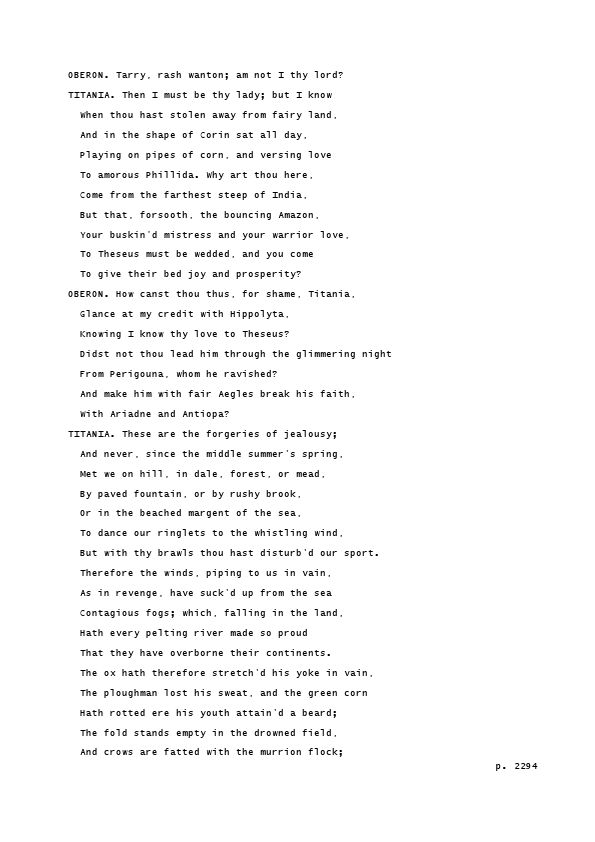 OBERON. Tarry, rash wanton; am not I thy lord?
TITANIA. Then I must be thy lady; but I know
When thou hast stolen away from fairy land,
And in the shape of Corin sat all day,
Playing on pipes of corn, and versing love
To amorous Phillida. Why art thou here,
Come from the farthest steep of India,
But that, forsooth, the bouncing Amazon,
Your buskin'd mistress and your warrior love,
To Theseus must be wedded, and you come
To give their bed joy and prosperity?
OBERON. How canst thou thus, for shame, Titania,
Glance at my credit with Hippolyta,
Knowing I know thy love to Theseus?
Didst not thou lead him through the glimmering night
From Perigouna, whom he ravished?
And make him with fair Aegles break his faith,
With Ariadne and Antiopa?
TITANIA. These are the forgeries of jealousy;
And never, since the middle summer's spring,
Met we on hill, in dale, forest, or mead,
By paved fountain, or by rushy brook,
Or in the beached margent of the sea,
To dance our ringlets to the whistling wind,
But with thy brawls thou hast disturb'd our sport.
Therefore the winds, piping to us in vain,
As in revenge, have suck'd up from the sea
Contagious fogs; which, falling in the land,
Hath every pelting river made so proud
That they have overborne their continents.
The ox hath therefore stretch'd his yoke in vain,
The ploughman lost his sweat, and the green corn
Hath rotted ere his youth attain'd a beard;
The fold stands empty in the drowned field,
And crows are fatted with the murrion flock;
p. 2294